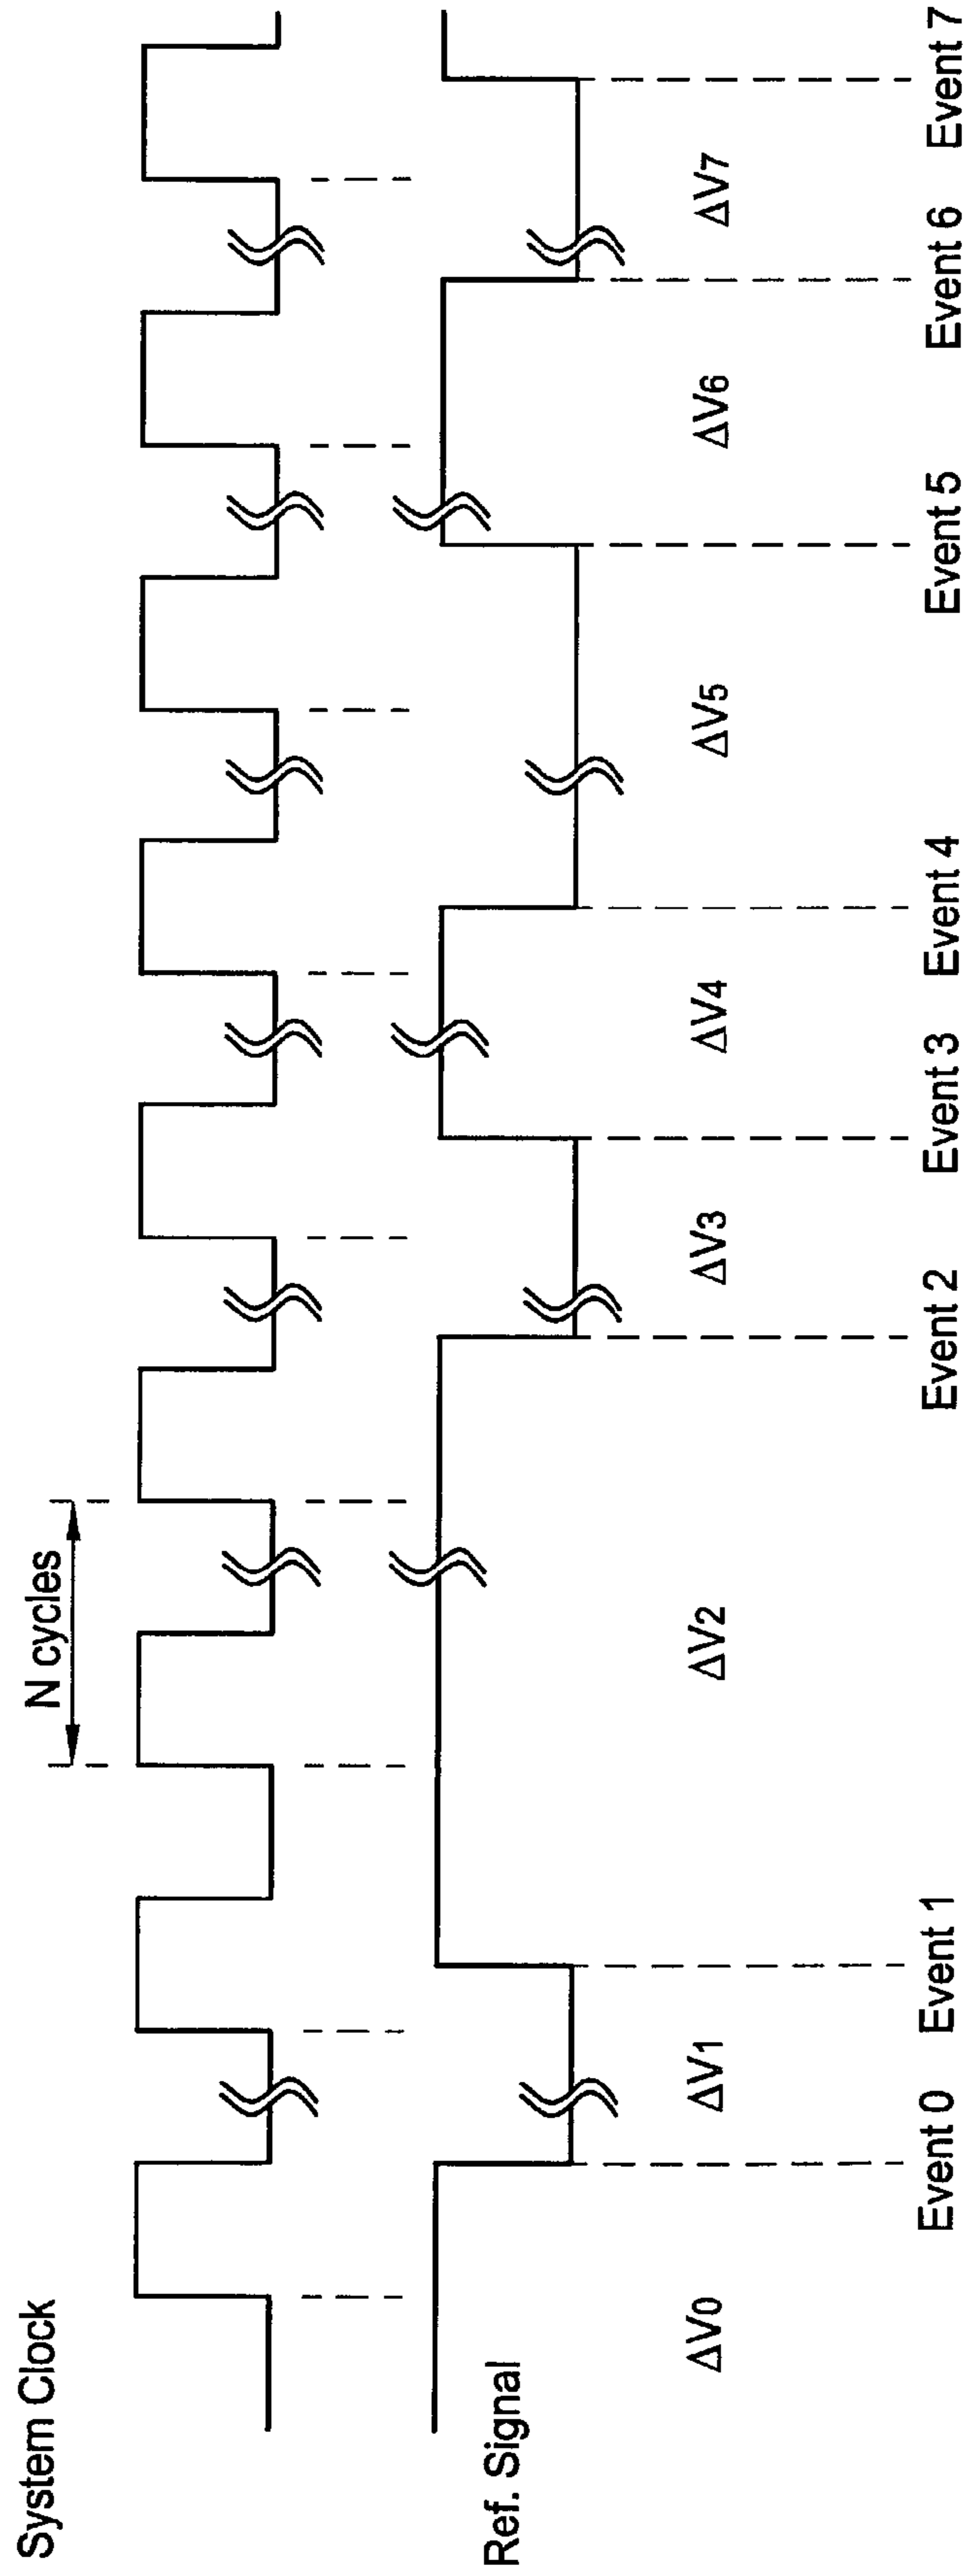 System Clock
N cycles
Ref. Signal
ΔV0 ΔV1 ΔV2 ΔV3 ΔV4 ΔV5 ΔV6 ΔV7
Event 0 Event 1 Event 2 Event 3 Event 4 Event 5 Event 6 Event 7